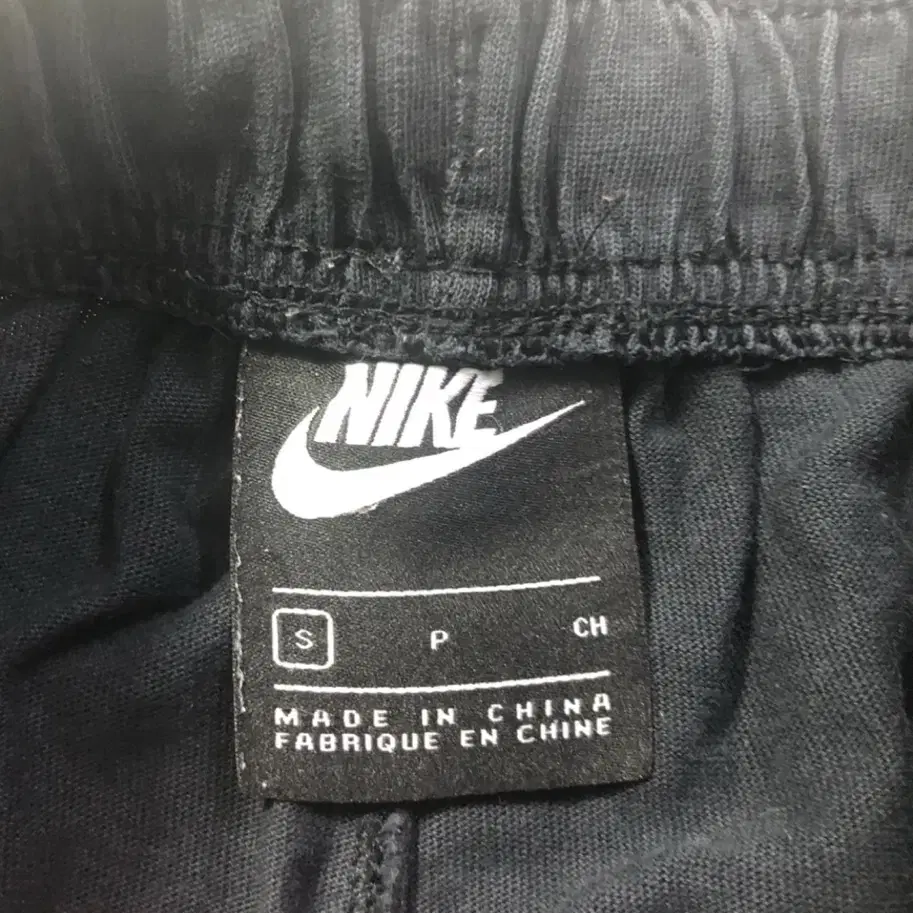 NIKE
S P CH
MADE IN CHINA
FABRIQUE EN CHINE